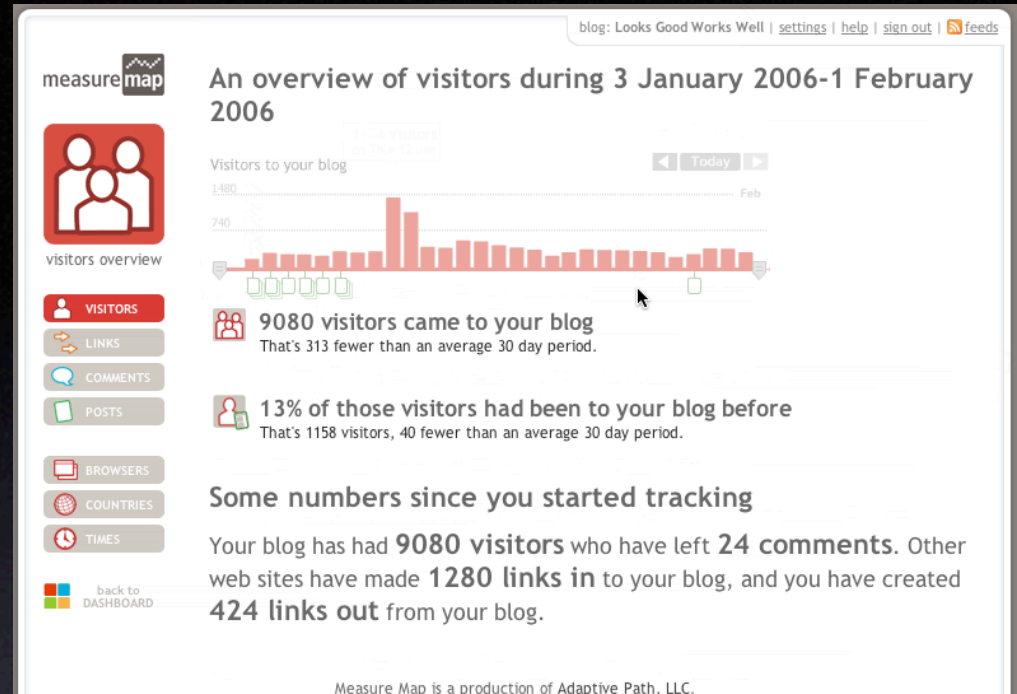 blog: Looks Good Works Well | settings | help | sign out | feeds
measure map
An overview of visitors during 3 January 2006-1 February
2006
Visitors to your blog
Today
1480
Feb
740
visitors overview
VISITORS
LINKS
COMMENTS
POSTS
BROWSERS
COUNTRIES
TIMES
back to
DASHBOARD
9080 visitors came to your blog
That's 313 fewer than an average 30 day period.
13% of those visitors had been to your blog before
That's 1158 visitors, 40 fewer than an average 30 day period.
Some numbers since you started tracking
Your blog has had 9080 visitors who have left 24 comments. Other
web sites have made 1280 links in to your blog, and you have created
424 links out from your blog.
Measure Map is a production of Adaptive Path, LLC.